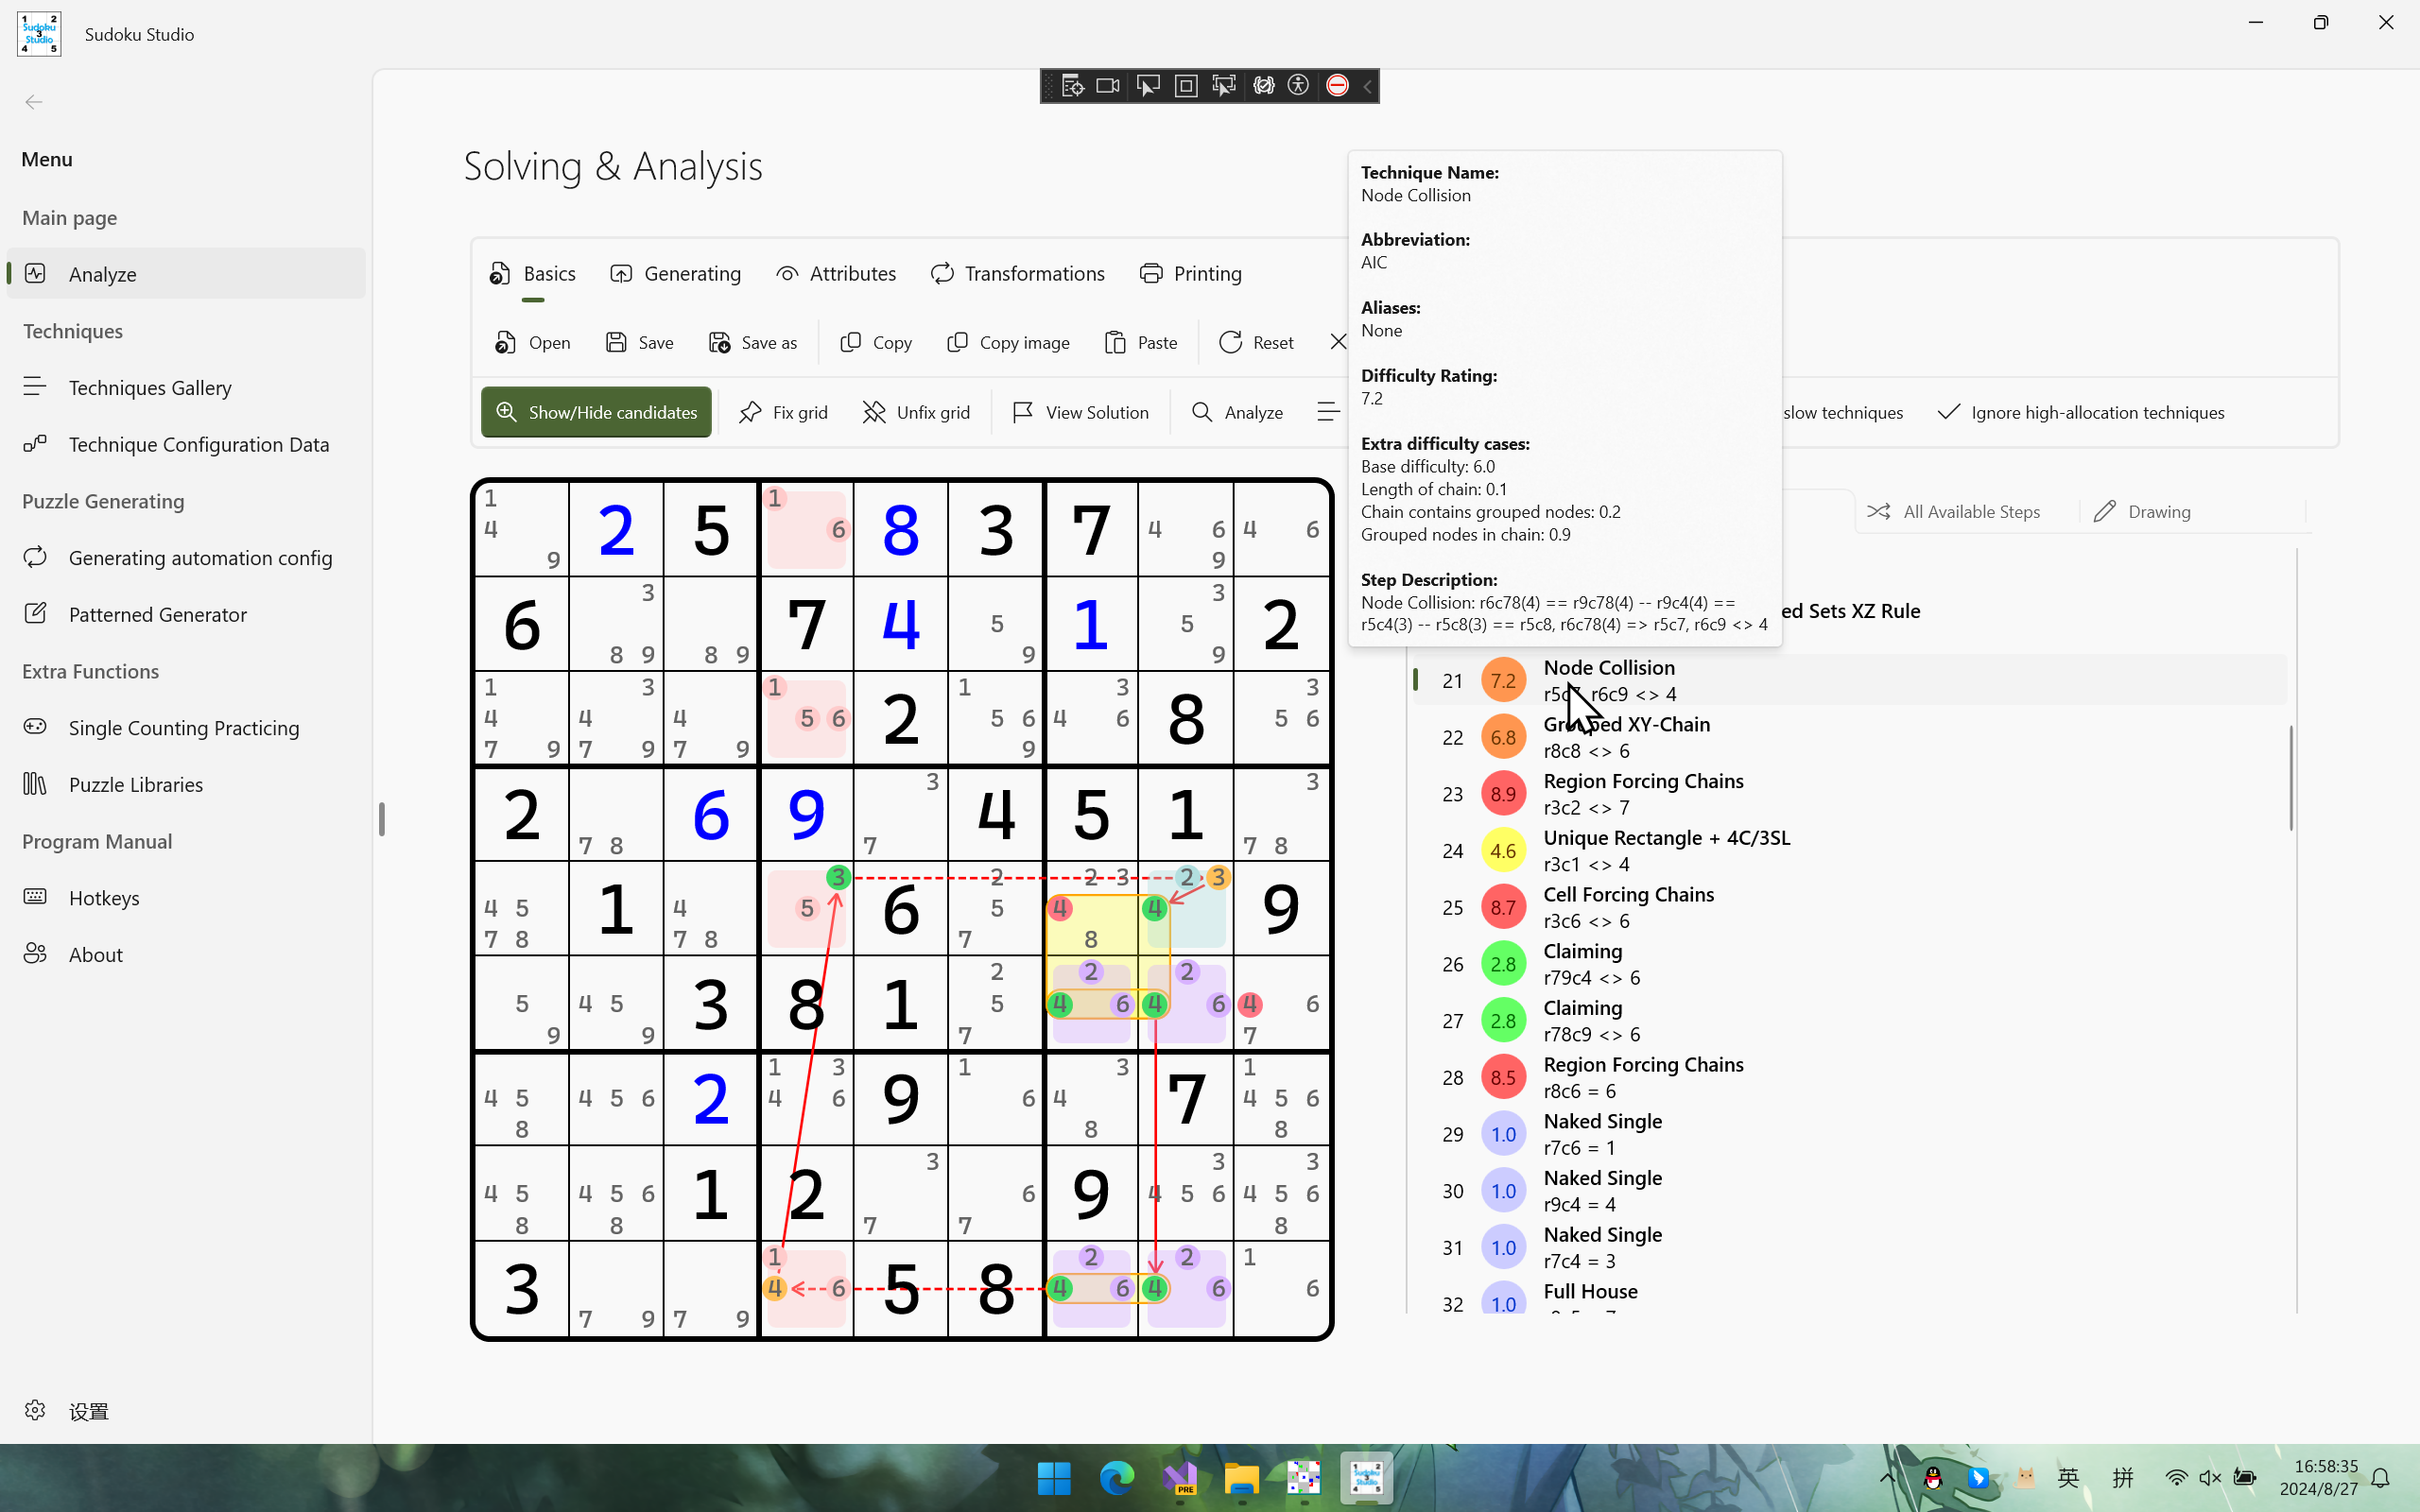 Sudoku Studio
Menu
Main page
Analyze
Techniques
Techniques Gallery
Technique Configuration Data
Puzzle Generating
Generating automation config
Patterned Generator
Extra Functions
Single Counting Practicing
Puzzle Libraries
Program Manual
Hotkeys
About
设置
Solving & Analysis
Basics Generating Attributes Transformations Printing
Open Save Save as Copy Copy image Paste Reset
Show/Hide candidates Fix grid Unfix grid View Solution Analyze slow techniques Ignore high-allocation techniques
Technique Name:
Node Collision
Abbreviation:
AIC
Aliases:
None
Difficulty Rating:
7.2
Extra difficulty cases:
Base difficulty: 6.0
Length of chain: 0.1
Chain contains grouped nodes: 0.2
Grouped nodes in chain: 0.9
Step Description:
Node Collision: r6c78(4) == r9c78(4) -- r9c4(4) ==
r5c4(3) -- r5c8(3) == r5c8, r6c78(4) => r5c7, r6c9 <> 4
All Available Steps Drawing
ed Sets XZ Rule
21 7.2 Node Collision
r5c7, r6c9 <> 4
22 6.8 Grouped XY-Chain
r8c8 <> 6
23 8.9 Region Forcing Chains
r3c2 <> 7
24 4.6 Unique Rectangle + 4C/3SL
r3c1 <> 4
25 8.7 Cell Forcing Chains
r3c6 <> 6
26 2.8 Claiming
r79c4 <> 6
27 2.8 Claiming
r78c9 <> 6
28 8.5 Region Forcing Chains
r8c6 = 6
29 1.0 Naked Single
r7c6 = 1
30 1.0 Naked Single
r9c4 = 4
31 1.0 Naked Single
r7c4 = 3
32 1.0 Full House
1 1
4 2 5 6 8 3 7 4 6 4 6
9 9
3 3
6 7 4 5 1 5 2
8 9 8 9 9 9
1 3 1 1 3 3
4 4 4 5 6 2 5 6 4 6 8 5 6
7 9 7 9 7 9 9
3 3
2 6 9 4 5 1
7 8 7 7 8
3 2 2 3 2 3
4 5 1 4 5 6 5 4 4 9
7 8 7 8 7 8
2 2 2
5 4 5 3 8 1 5 4 6 4 6 4 6
9 9 7 7
1 3 1 3 1
4 5 4 5 6 2 4 6 9 6 4 7 4 5 6
8 8 8
3 3 3
4 5 4 5 6 1 2 6 9 4 5 6 4 5 6
8 8 7 7 8
1 2 2 1
3 4 6 5 8 4 6 4 6 6
7 9 7 9
英 拼 16:58:35
2024/8/27